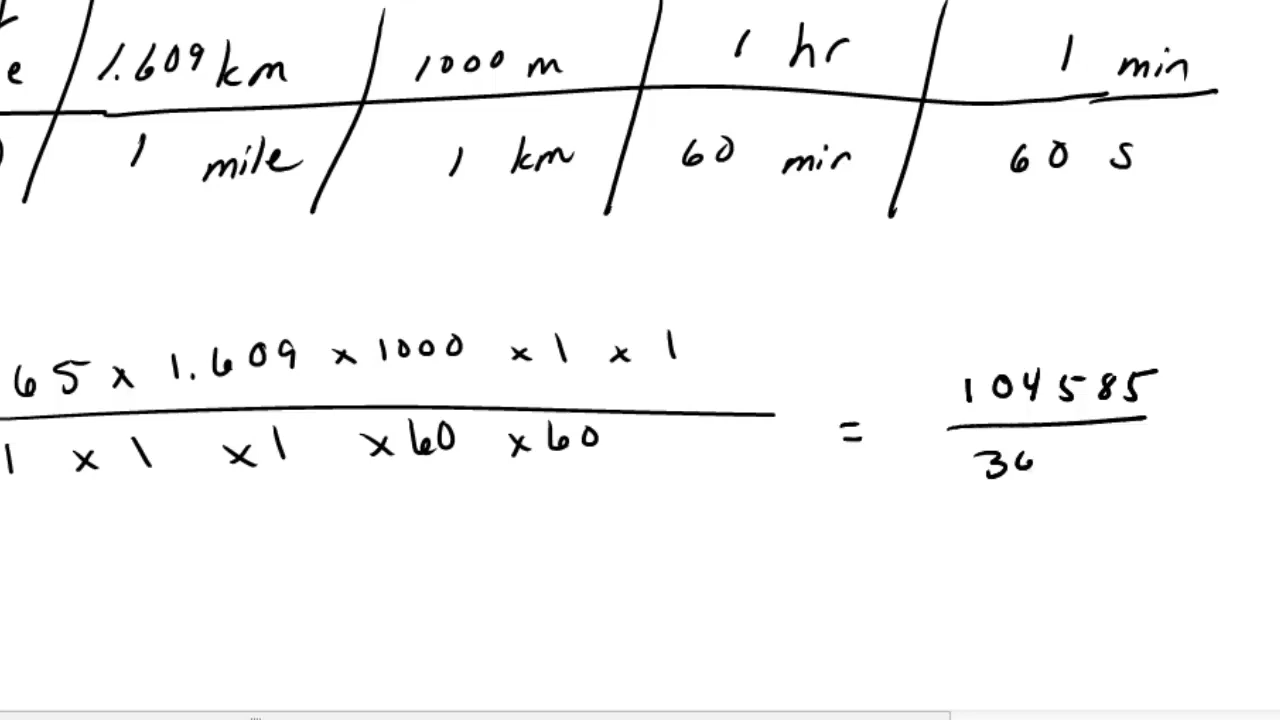 e 1.609 km 1000 m 1 hr 1 min
1 mile 1 km 60 min 60 s
65 x 1.609 x 1000 x 1 x 1
1 x 1 x 1 x 60 x 60 = 104585
36